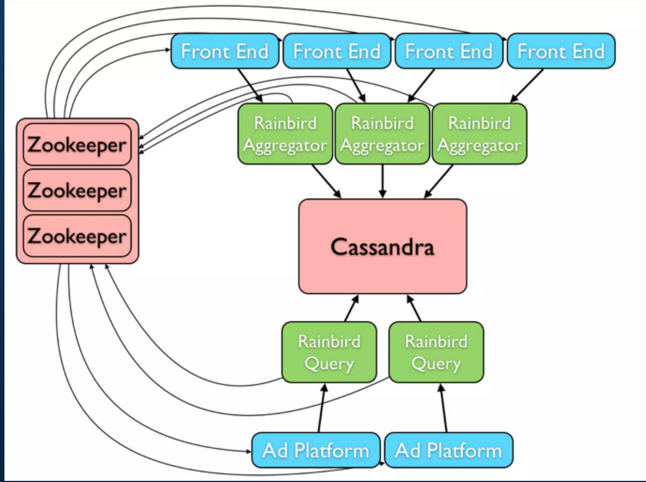 Front End
Front End
Front End
Front End
Rainbird
Aggregator
Rainbird
Aggregator
Rainbird
Aggregator
Zookeeper
Zookeeper
Zookeeper
Cassandra
Rainbird
Query
Rainbird
Query
Ad Platform
Ad Platform